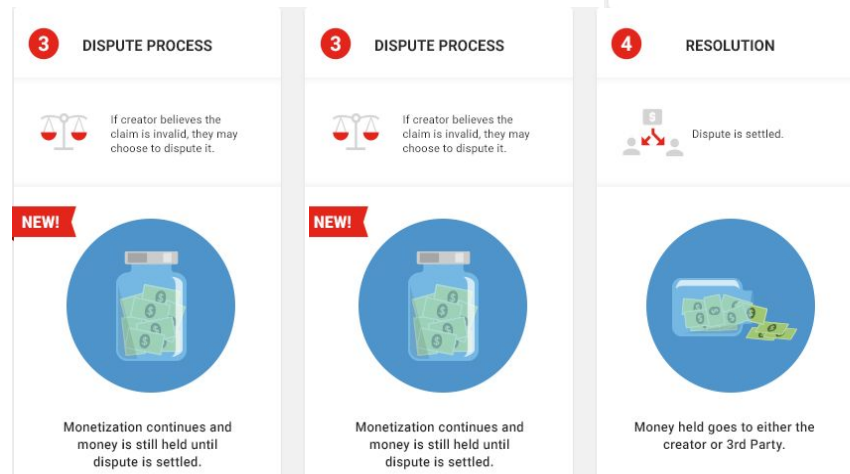 3 DISPUTE PROCESS
If creator believes the
claim is invalid, they may
choose to dispute it.
NEW!
$
$
$
Monetization continues and
money is still held until
dispute is settled.
3 DISPUTE PROCESS
If creator believes the
claim is invalid, they may
choose to dispute it.
NEW!
$
$
$
Monetization continues and
money is still held until
dispute is settled.
4 RESOLUTION
$
Dispute is settled.
$
$
$
Money held goes to either the
creator or 3rd Party.